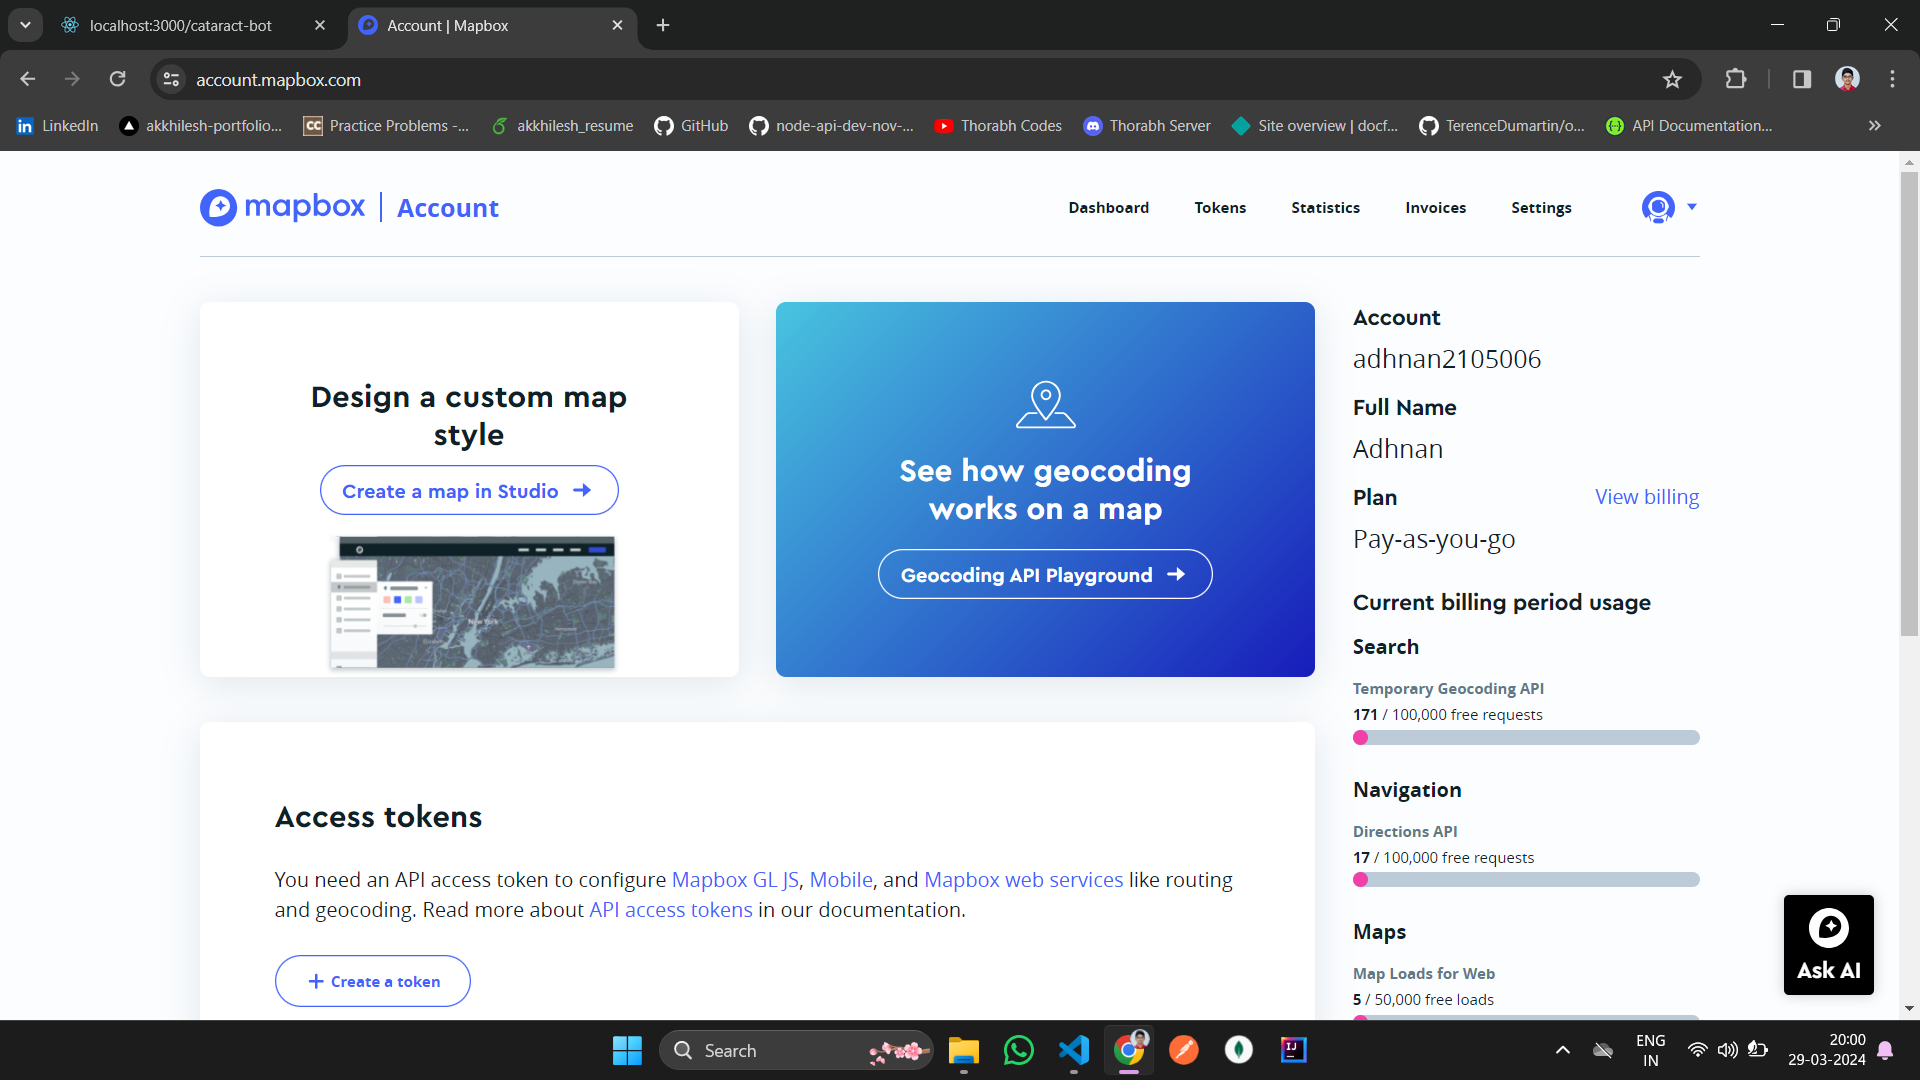 localhost:3000/cataract-bot
Account | Mapbox
account.mapbox.com
LinkedIn
akkhilesh-portfolio...
CC
Practice Problems -...
akkhilesh_resume
GitHub
node-api-dev-nov-...
Thorabh Codes
Thorabh Server
Site overview | docf...
TerenceDumartin/o...
API Documentation...
mapbox | Account
Dashboard
Tokens
Statistics
Invoices
Settings
Design a custom map
style
Create a map in Studio
New York
See how geocoding
works on a map
Geocoding API Playground
Account
adhnan2105006
Full Name
Adhnan
Plan
View billing
Pay-as-you-go
Current billing period usage
Search
Temporary Geocoding API
171 / 100,000 free requests
Navigation
Directions API
17 / 100,000 free requests
Maps
Map Loads for Web
5 / 50,000 free loads
Access tokens
You need an API access token to configure Mapbox GL JS, Mobile, and Mapbox web services like routing
and geocoding. Read more about API access tokens in our documentation.
+ Create a token
Ask AI
Search
IJ
ENG
IN
20:00
29-03-2024